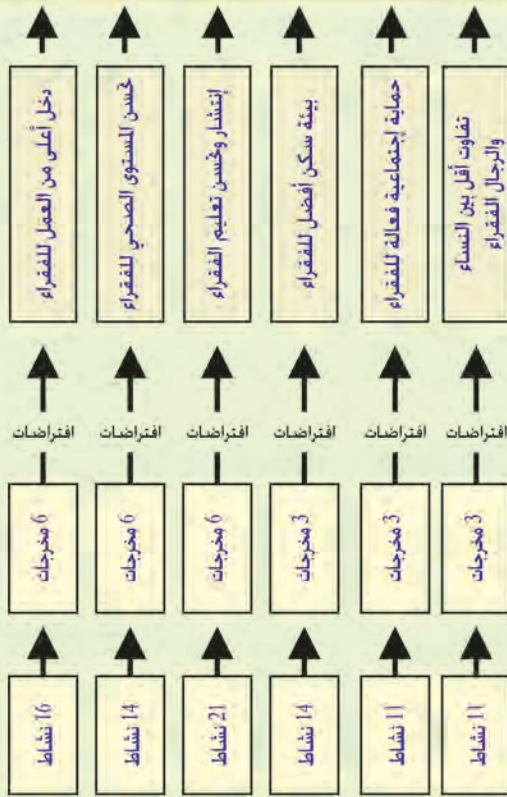 دخل أعلى من العمل للفقراء
تحسن المستوى الصحي للفقراء
إنتشار وتحسن تعليم الفقراء
بيئة سكن أفضل للفقراء
حماية إجتماعية فعالة للفقراء
تفاوت أقل بين النساء
والرجال الفقراء
افتراضات
افتراضات
افتراضات
افتراضات
افتراضات
افتراضات
6 مخرجات
6 مخرجات
6 مخرجات
3 مخرجات
3 مخرجات
3 مخرجات
16 نشاط
14 نشاط
21 نشاط
14 نشاط
11 نشاط
11 نشاط